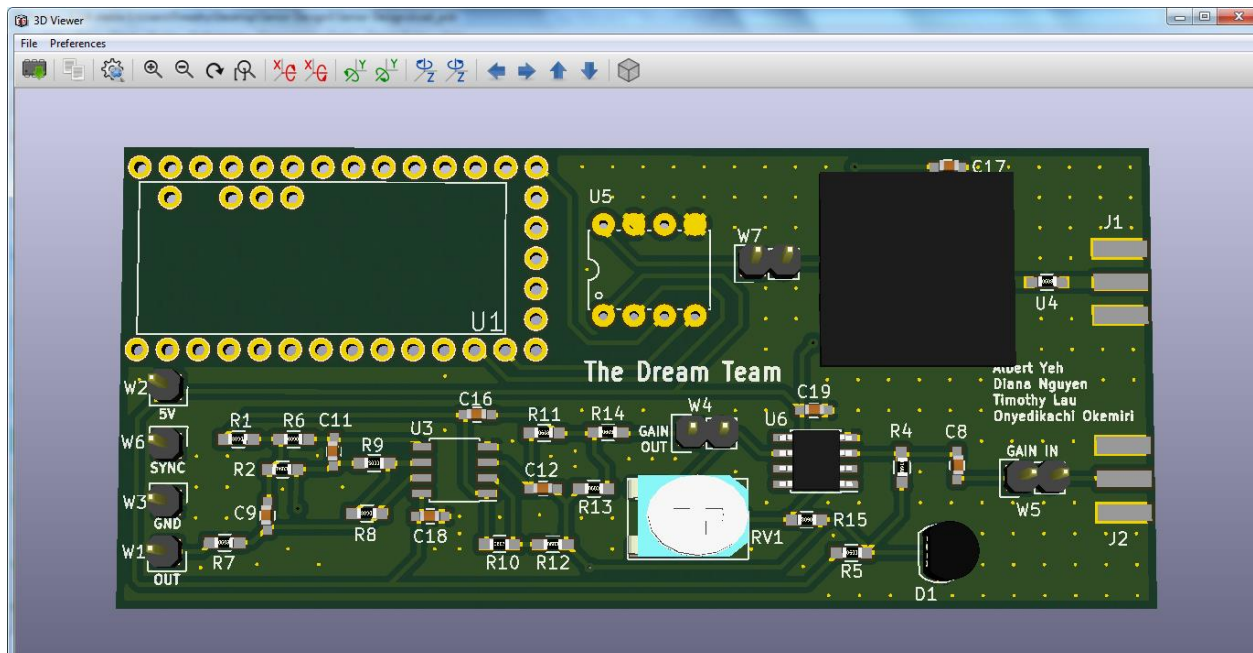 3D Viewer
File Preferences
C17
U5
J1
W7
U4
U1
The Dream Team
Albert Yeh
Diana Nguyen
Timothy Lau
Onyedikachi Okemiri
W2
5V
C16
C19
W4
R1
R6
C11
R11
R14
U3
GAIN
OUT
U6
R4
C8
W6
SYNC
R2
R9
GAIN IN
C12
W3
GND
C9
R8
C18
R13
R15
W5
W1
OUT
R7
R10
R12
RV1
R5
J2
D1